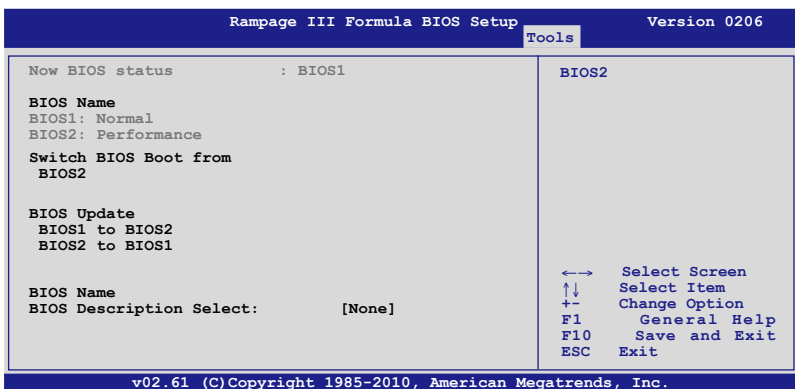 Rampage III Formula BIOS Setup Version 0206
Tools
Now BIOS status : BIOS1
BIOS Name
BIOS1: Normal
BIOS2: Performance
Switch BIOS Boot from
BIOS2
BIOS Update
BIOS1 to BIOS2
BIOS2 to BIOS1
BIOS Name
BIOS Description Select: [None]
BIOS2
←→ Select Screen
↑↓ Select Item
+- Change Option
F1 General Help
F10 Save and Exit
ESC Exit
v02.61 (C)Copyright 1985-2010, American Megatrends, Inc.